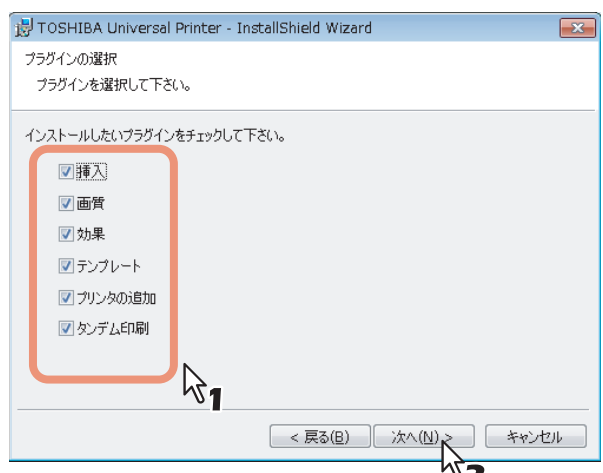 TOSHIBA Universal Printer - InstallShield Wizard
プラグインの選択
プラグインを選択して下さい。
インストールしたいプラグインをチェックして下さい。
挿入
画質
効果
テンプレート
プリンタの追加
タンデム印刷
1
< 戻る(B) 次へ(N) > キャンセル
2